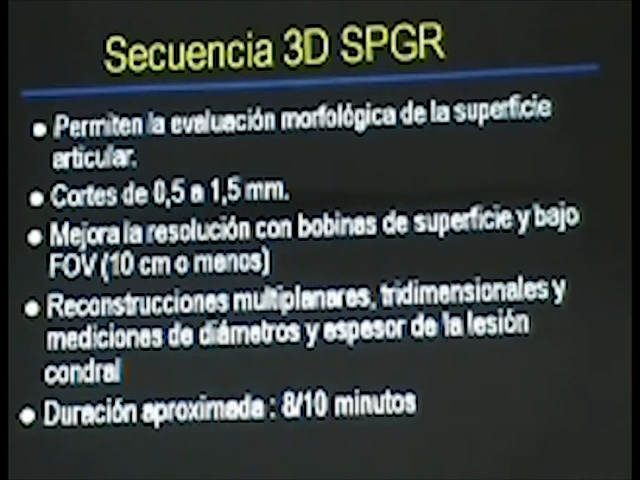 Secuencia 3D SPGR
● Permiten la evaluación morfológica de la superficie
articular.
● Cortes de 0,5 a 1,5 mm.
● Mejora la resolución con bobinas de superficie y bajo
FOV (10 cm o menos)
● Reconstrucciones multiplanares, tridimensionales y
mediciones de diámetros y espesor de la lesión
condral
● Duración aproximada : 8/10 minutos